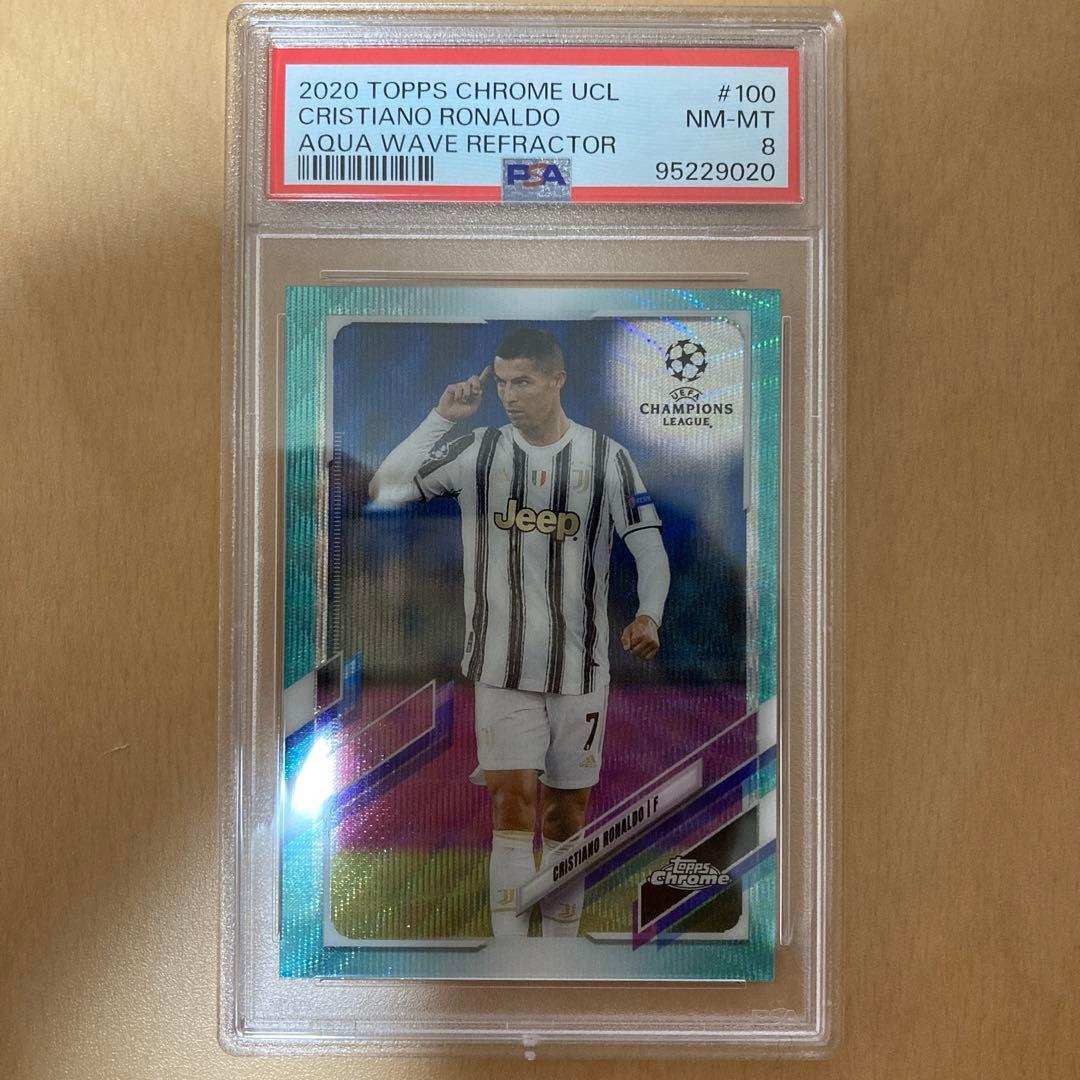 2020 TOPPS CHROME UCL #100
CRISTIANO RONALDO NM-MT
AQUA WAVE REFRACTOR 8
PSA 95229020
UEFA
CHAMPIONS
LEAGUE
Jeep
7
CRISTIANO RONALDO | F
topps
Chrome
PSA